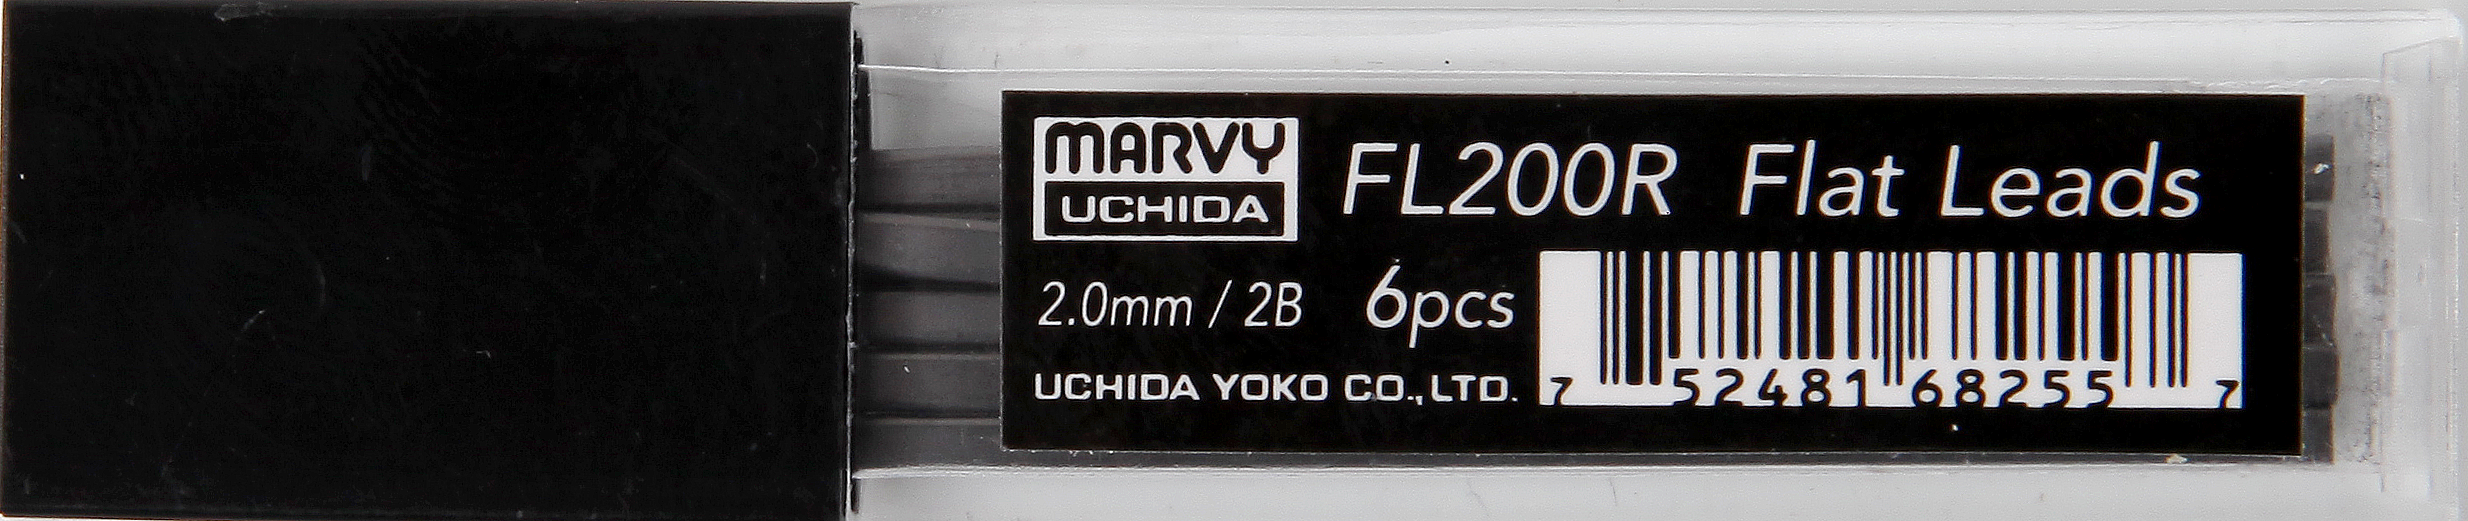 MARVY
UCHIDA
FL200R Flat Leads
2.0mm / 2B 6pcs
UCHIDA YOKO CO.,LTD.
7 52481 68255 7